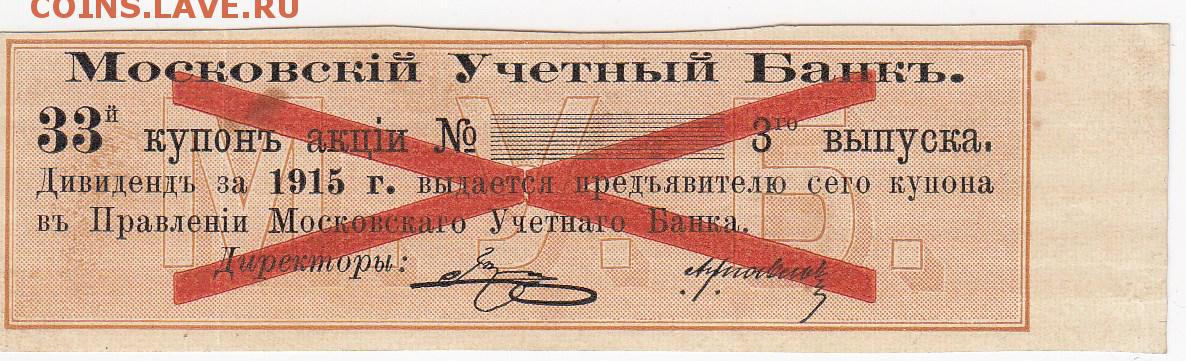 COINS.LAVE.RU
Московскій Учетный Банкъ.
33й купонъ акціи № 3го выпуска.
Дивидендъ за 1915 г. выдается предъявителю сего купона
въ Правленіи Московскаго Учетнаго Банка.
Директоры:
М. У. Б.